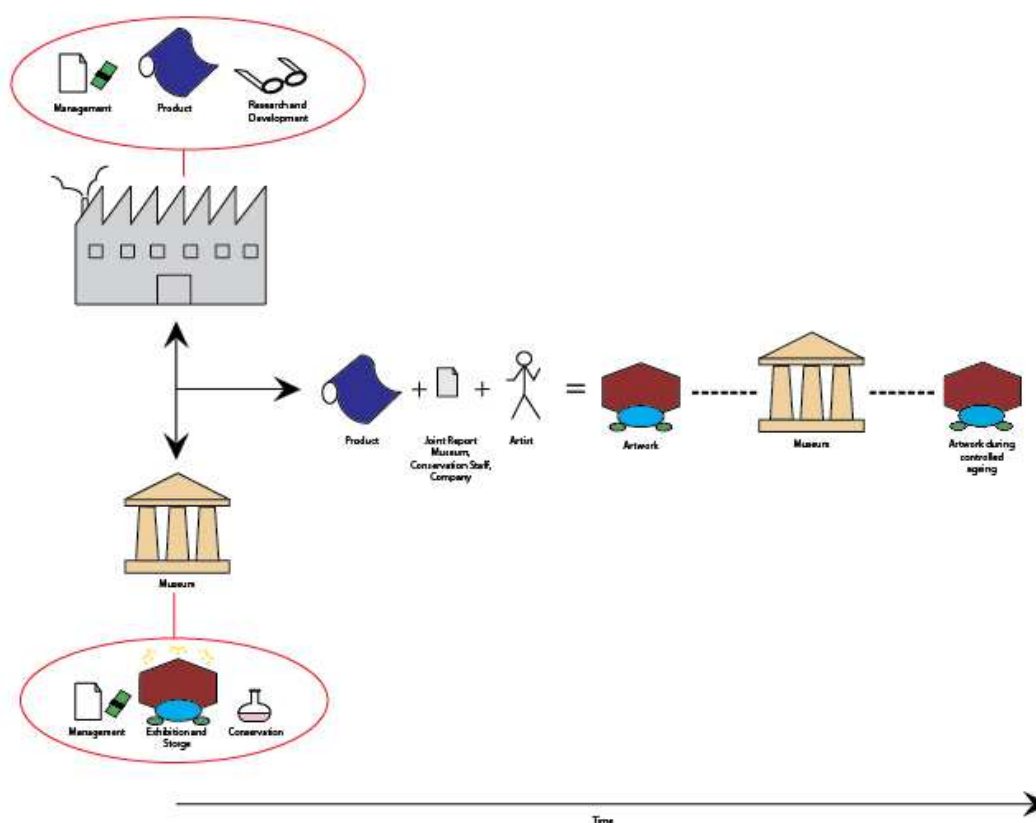 Management
Product
Research and
Development
+
+
=
Product
Joint Report
Museum,
Conservation Staff,
Company
Artist
Artwork
Museum
Artwork during
controlled
ageing
Museum
Management
Exhibition and
Storge
Conservation
Time